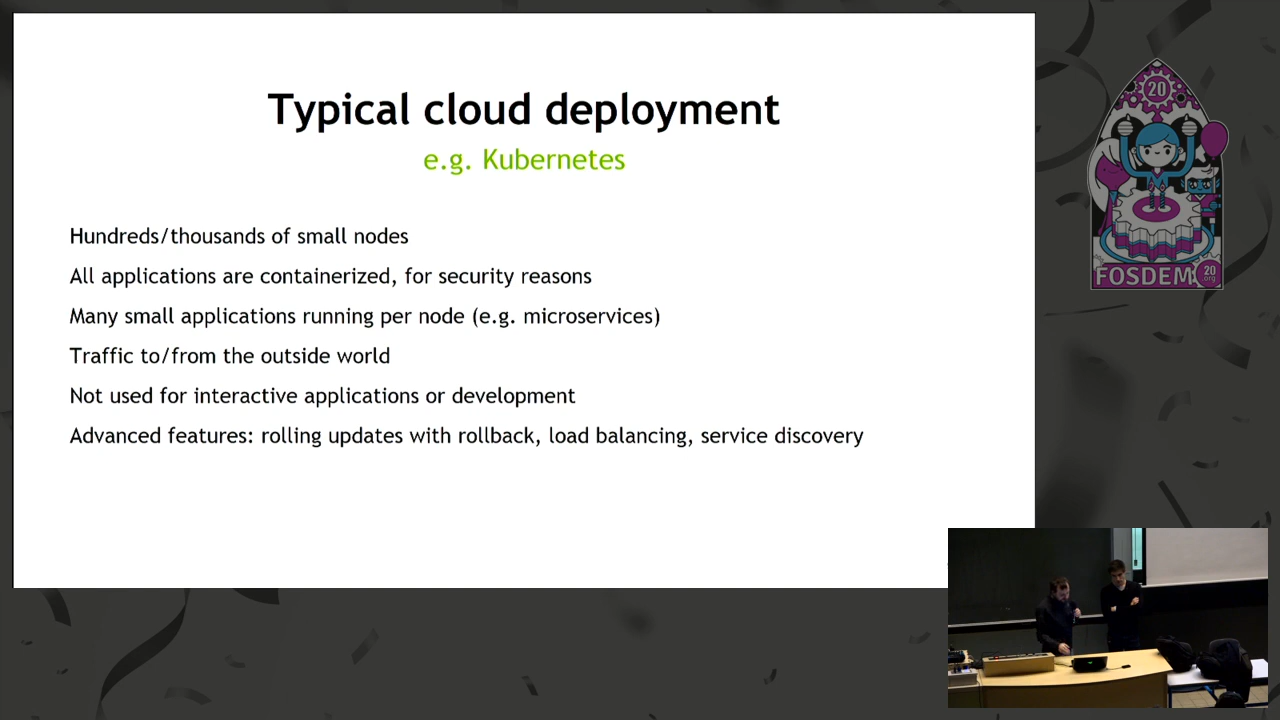 Typical cloud deployment
e.g. Kubernetes
Hundreds/thousands of small nodes
All applications are containerized, for security reasons
Many small applications running per node (e.g. microservices)
Traffic to/from the outside world
Not used for interactive applications or development
Advanced features: rolling updates with rollback, load balancing, service discovery
20
FOSDEM
20
org